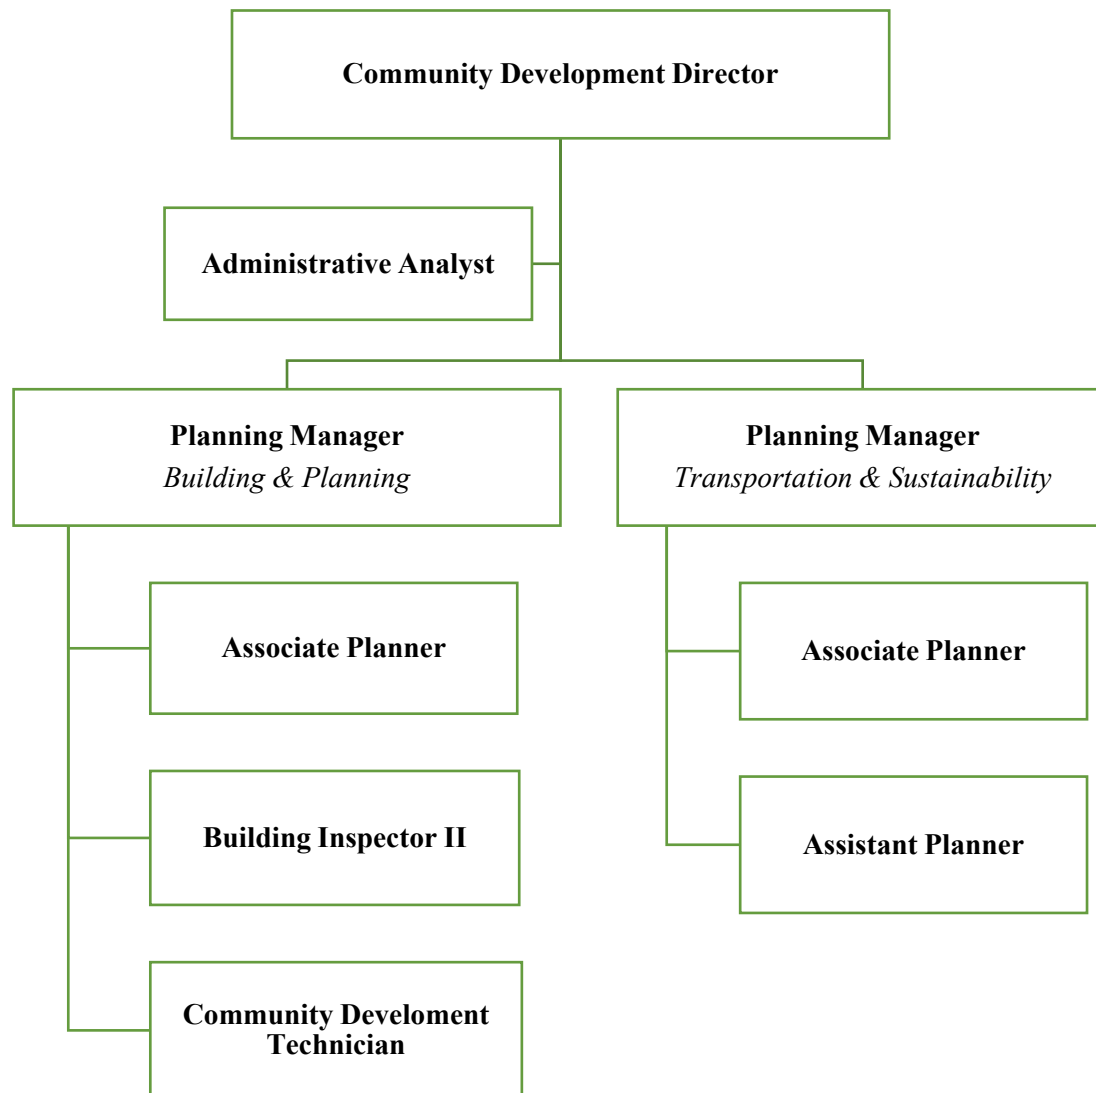 Community Development Director
Administrative Analyst
Planning Manager
Building & Planning
Planning Manager
Transportation & Sustainability
Associate Planner
Associate Planner
Building Inspector II
Assistant Planner
Community Develoment
Technician